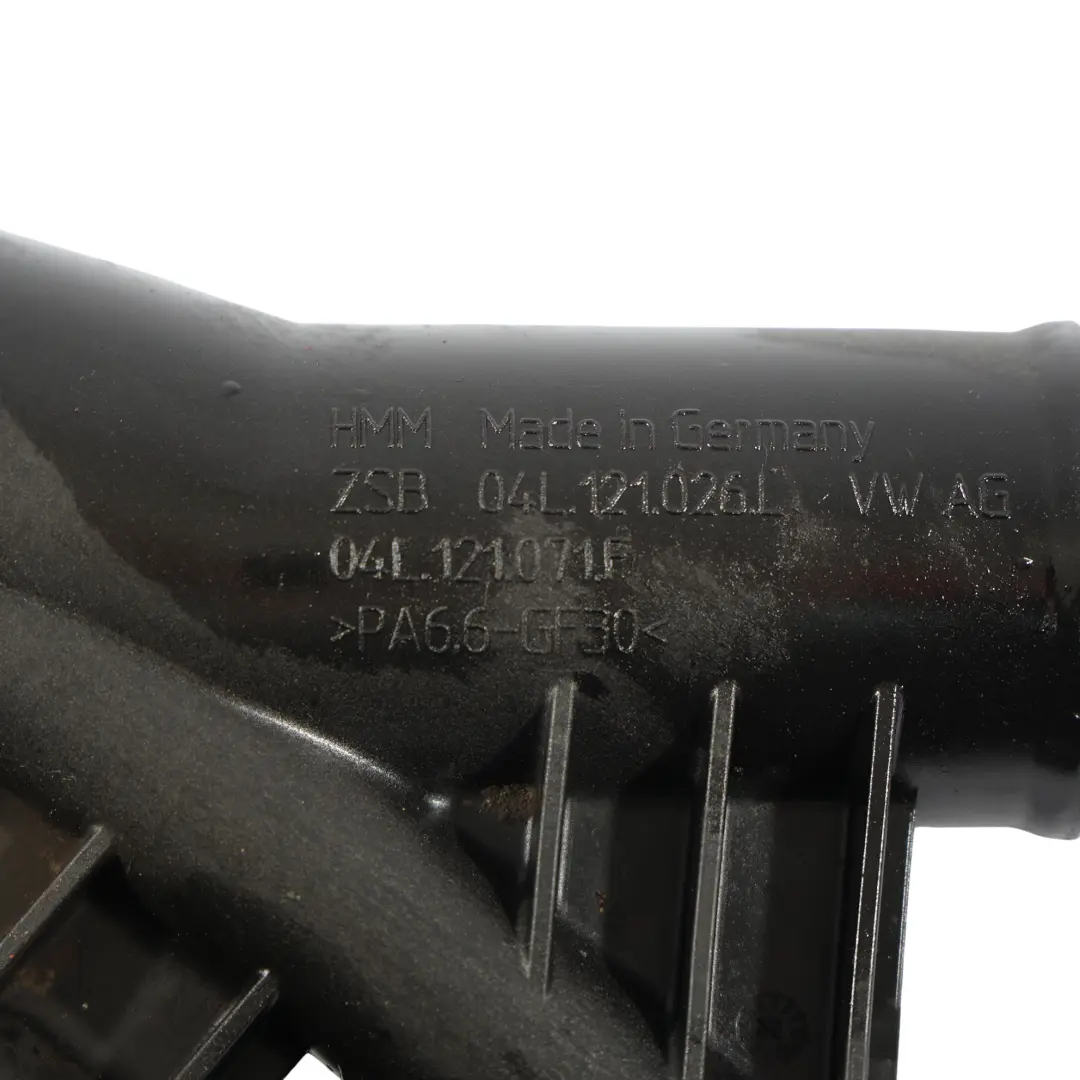 HMM Made in Germany
ZSB 04L.121.026.L VW AG
04L.121.071.F
>PA6.6-GF30<